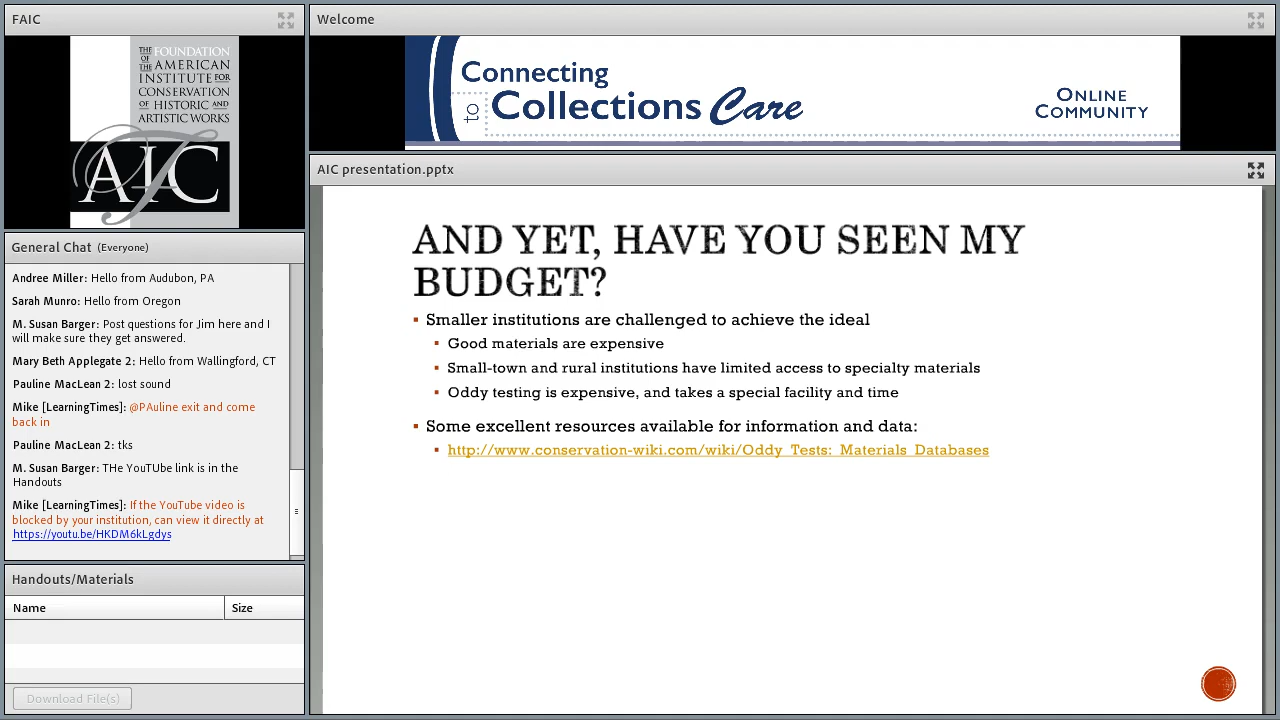 FAIC
THE FOUNDATION
OF THE AMERICAN
INSTITUTE FOR
CONSERVATION
OF HISTORIC AND
ARTISTIC WORKS
AIC
Welcome
Connecting
to Collections Care
ONLINE
COMMUNITY
General Chat (Everyone)
Andree Miller: Hello from Audubon, PA
Sarah Munro: Hello from Oregon
M. Susan Barger: Post questions for Jim here and I
will make sure they get answered.
Mary Beth Applegate 2: Hello from Wallingford, CT
Pauline MacLean 2: lost sound
Mike [LearningTimes]: @PAuline exit and come
back in
Pauline MacLean 2: tks
M. Susan Barger: THe YouTUbe link is in the
Handouts
Mike [LearningTimes]: If the YouTube video is
blocked by your institution, can view it directly at
https://youtu.be/HKDM6kLgdys
Handouts/Materials
Name Size
Download File(s)
AIC presentation.pptx
AND YET, HAVE YOU SEEN MY
BUDGET?
▪ Smaller institutions are challenged to achieve the ideal
▪ Good materials are expensive
▪ Small-town and rural institutions have limited access to specialty materials
▪ Oddy testing is expensive, and takes a special facility and time
▪ Some excellent resources available for information and data:
▪ http://www.conservation-wiki.com/wiki/Oddy_Tests:_Materials_Databases